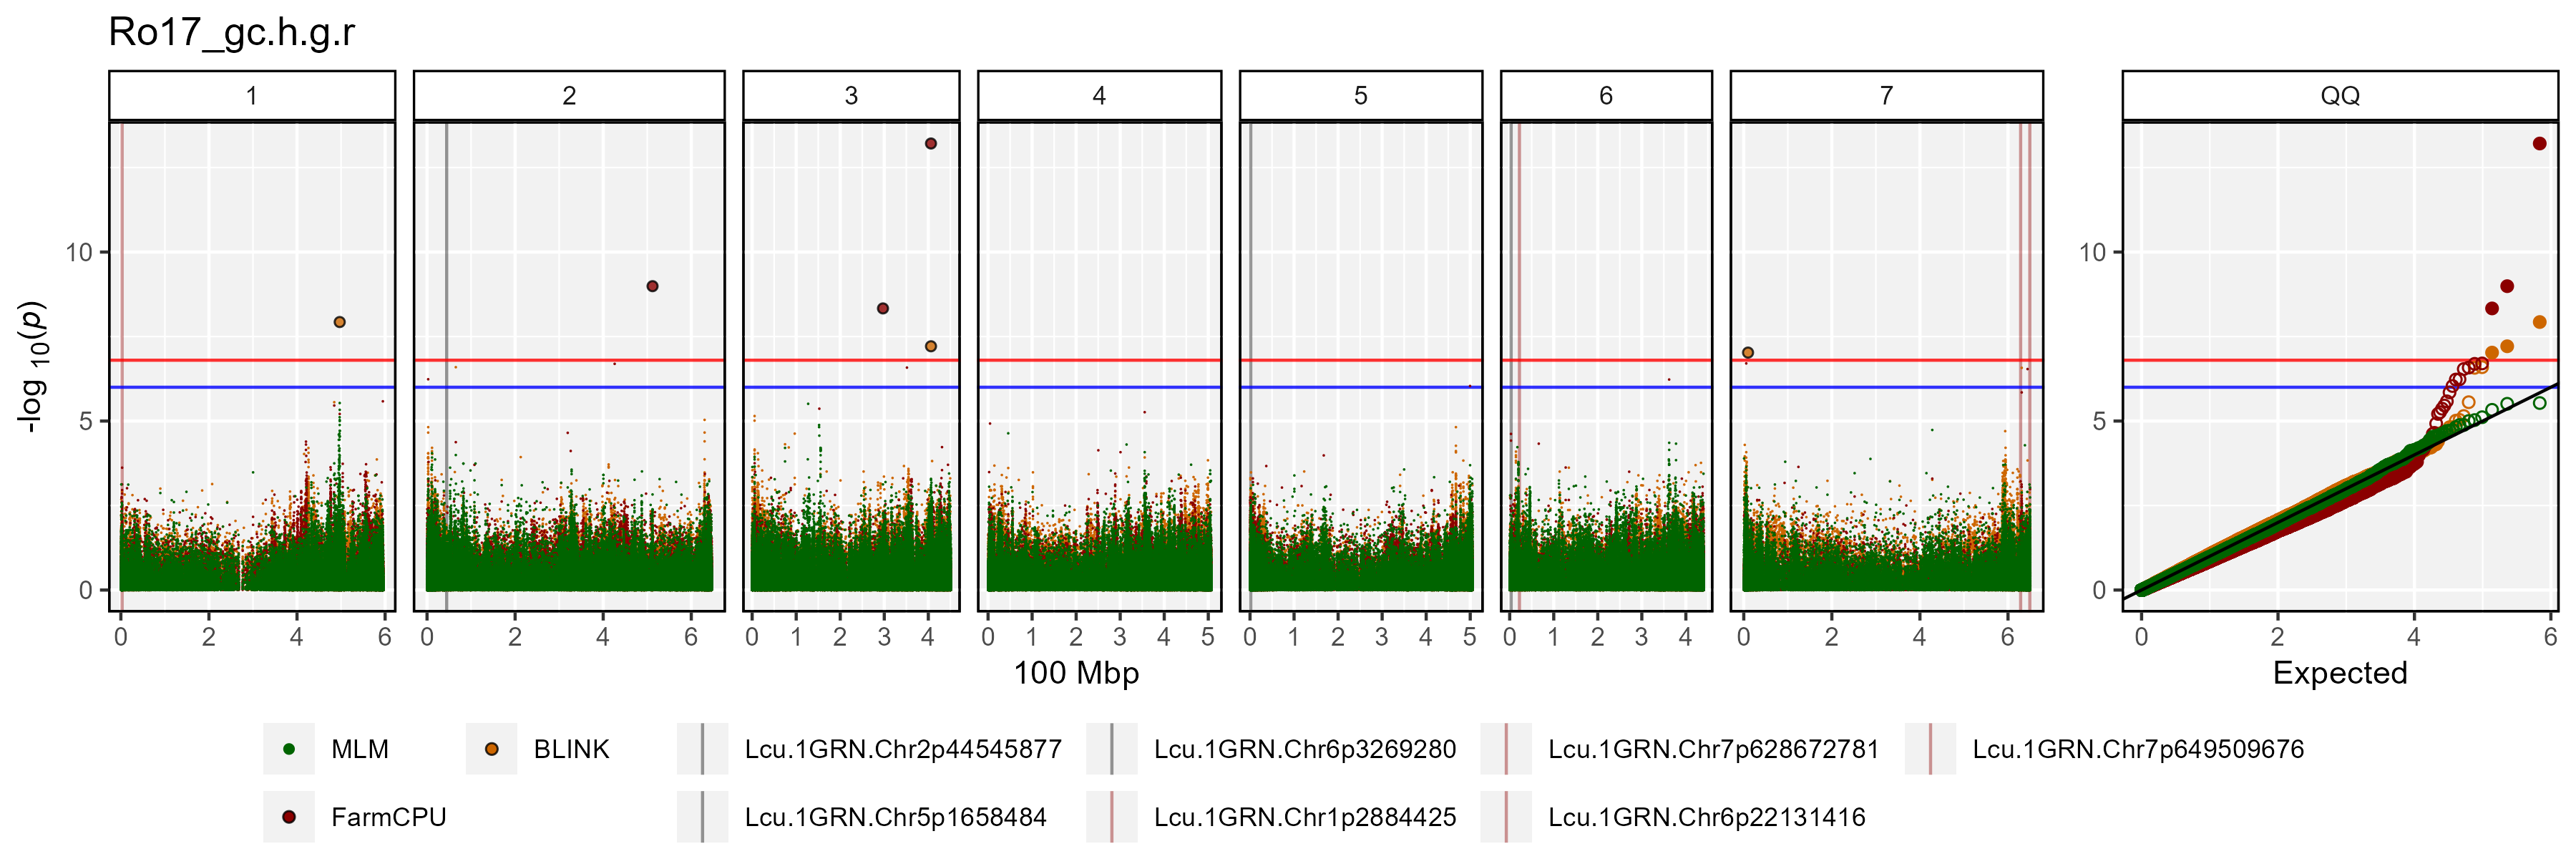 Ro17_gc.h.g.r
1 2 3 4 5 6 7 QQ
-log 10(p)
10
5
0
10
5
0
0 2 4 6 0 2 4 6 0 1 2 3 4 0 1 2 3 4 5 0 1 2 3 4 5 0 1 2 3 4 0 2 4 6 0 2 4 6
100 Mbp Expected
MLM BLINK Lcu.1GRN.Chr2p44545877 Lcu.1GRN.Chr6p3269280 Lcu.1GRN.Chr7p628672781 Lcu.1GRN.Chr7p649509676
FarmCPU Lcu.1GRN.Chr5p1658484 Lcu.1GRN.Chr1p2884425 Lcu.1GRN.Chr6p22131416